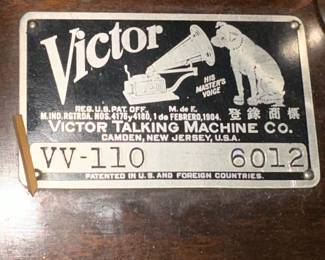 Victor
HIS
MASTER'S
VOICE
REG. U.S. PAT. OFF. M. de F.
M. IND. RGTRDA. NOS. 4176 y 4180, 1 de FEBRERO, 1904.
登錄商標
VICTOR TALKING MACHINE CO.
CAMDEN, NEW JERSEY, U.S.A.
VV-110 6012
PATENTED IN U.S. AND FOREIGN COUNTRIES.